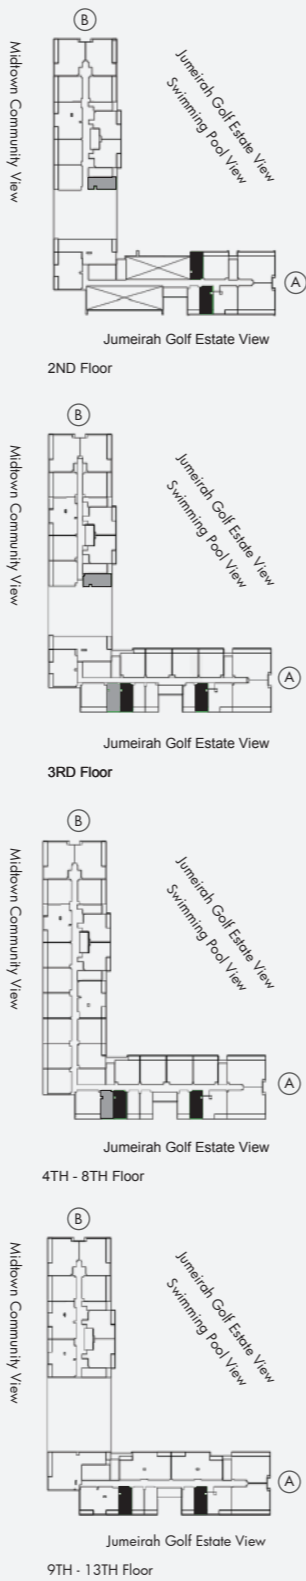 B
Midtown Community View
Jumeirah Golf Estate View
Swimming Pool View
A
Jumeirah Golf Estate View
2ND Floor
B
Midtown Community View
Jumeirah Golf Estate View
Swimming Pool View
A
Jumeirah Golf Estate View
3RD Floor
B
Midtown Community View
Jumeirah Golf Estate View
Swimming Pool View
A
Jumeirah Golf Estate View
4TH - 8TH Floor
B
Midtown Community View
Jumeirah Golf Estate View
Swimming Pool View
A
Jumeirah Golf Estate View
9TH - 13TH Floor